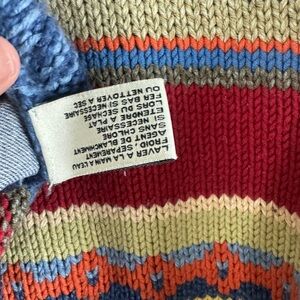 LAVER A LA MAIN A L'EAU
FROID, SEPAREMENT.
AGENT DE BLANCHIMENT
SANS CHLORE
SI NECESSAIRE
ETENDRE A PLAT
LORS DU SECHAGE
FER BAS SI NECESSAIRE
OU NETTOYER A SEC